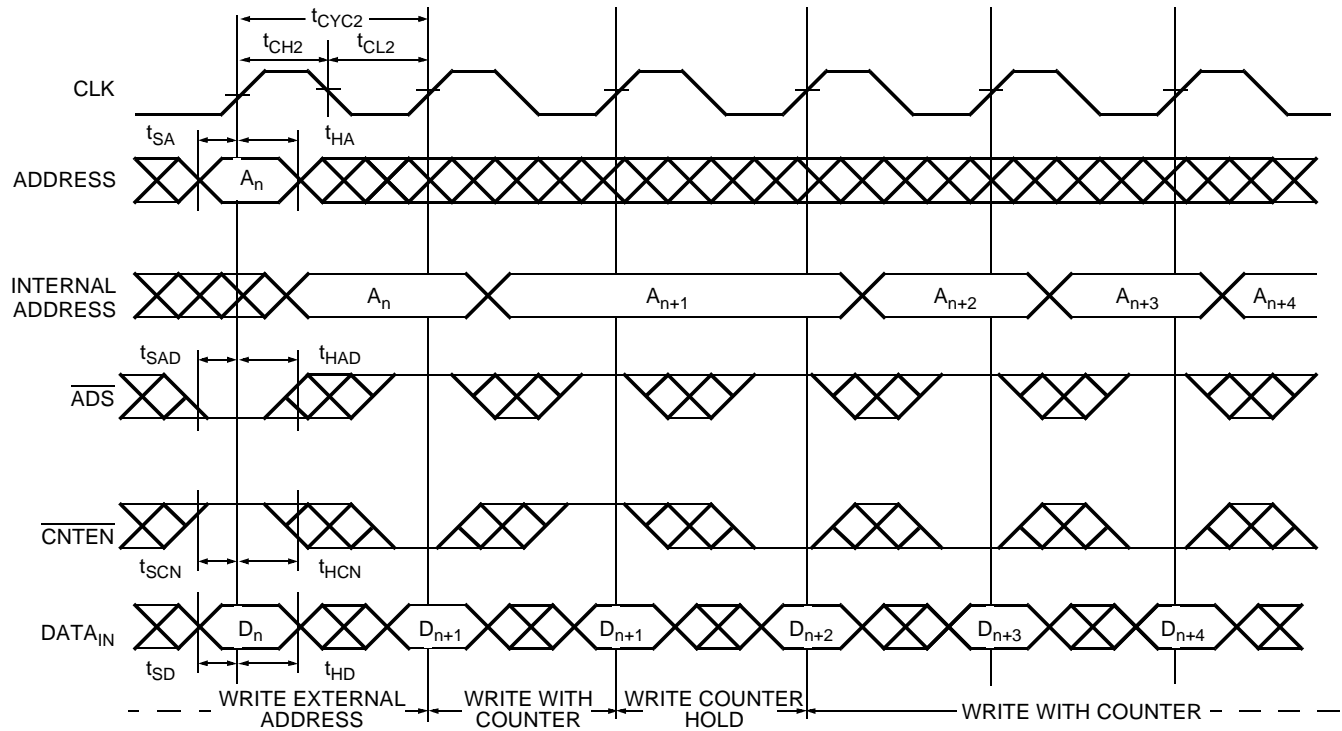 tCYC2
tCH2
tCL2
CLK
tSA
tHA
ADDRESS
An
INTERNAL
ADDRESS
An
An+1
An+2
An+3
An+4
tSAD
tHAD
ADS
CNTEN
tSCN
tHCN
DATAIN
Dn
Dn+1
Dn+1
Dn+2
Dn+3
Dn+4
tSD
tHD
WRITE EXTERNAL
ADDRESS
WRITE WITH
COUNTER
WRITE COUNTER
HOLD
WRITE WITH COUNTER